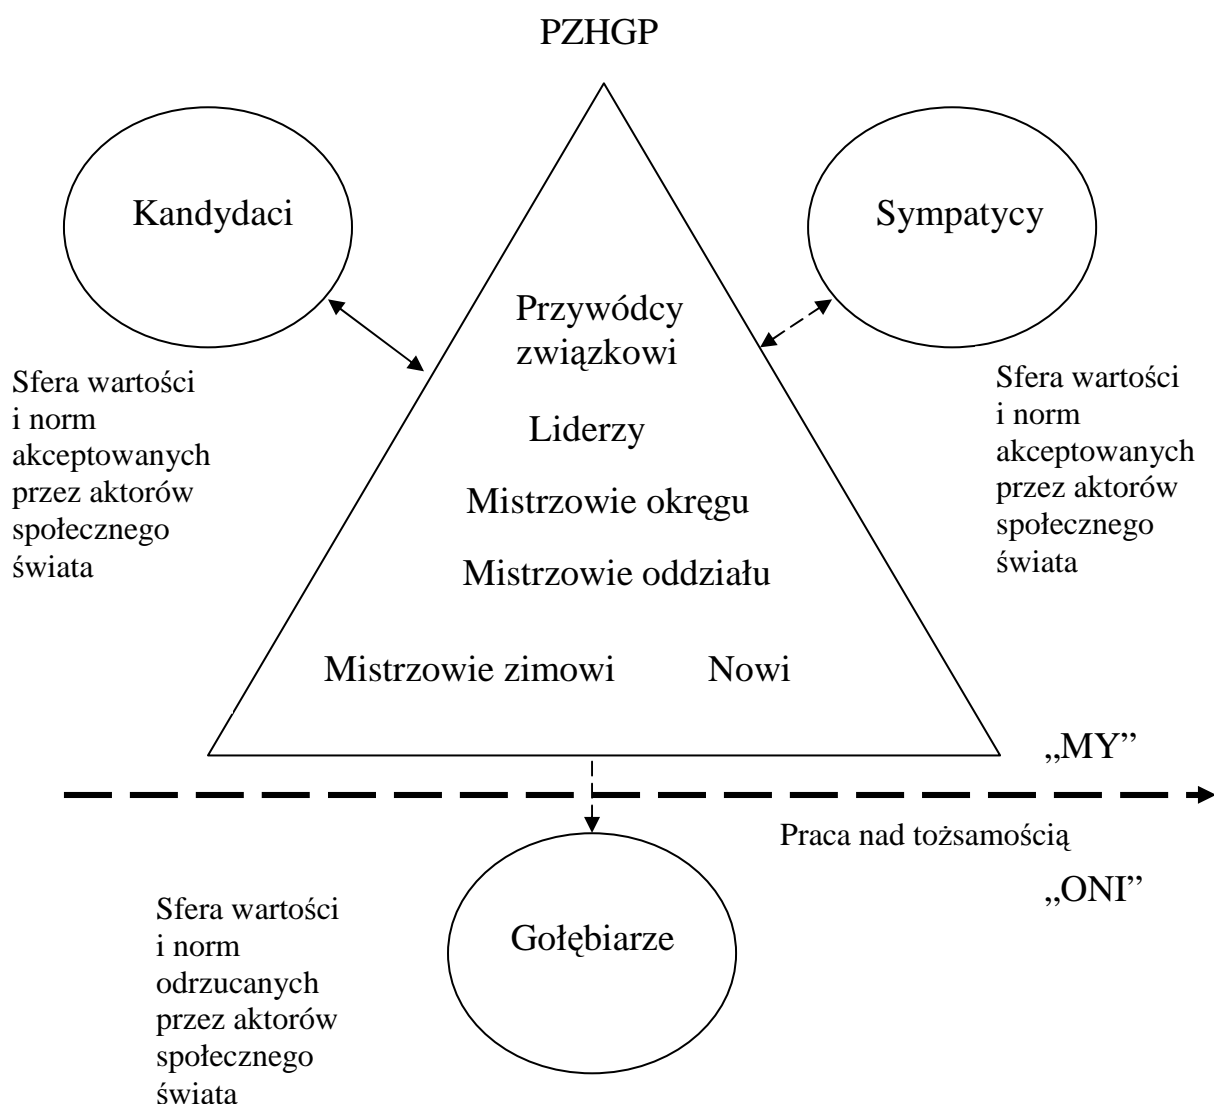 PZHGP
Kandydaci
Sympatycy
Przywódcy
związkowi
Sfera wartości
i norm
akceptowanych
przez aktorów
społecznego
świata
Sfera wartości
i norm
akceptowanych
przez aktorów
społecznego
świata
Liderzy
Mistrzowie okręgu
Mistrzowie oddziału
Mistrzowie zimowi
Nowi
„MY”
Praca nad tożsamością
„ONI”
Sfera wartości
i norm
odrzucanych
przez aktorów
społecznego
świata
Gołębiarze